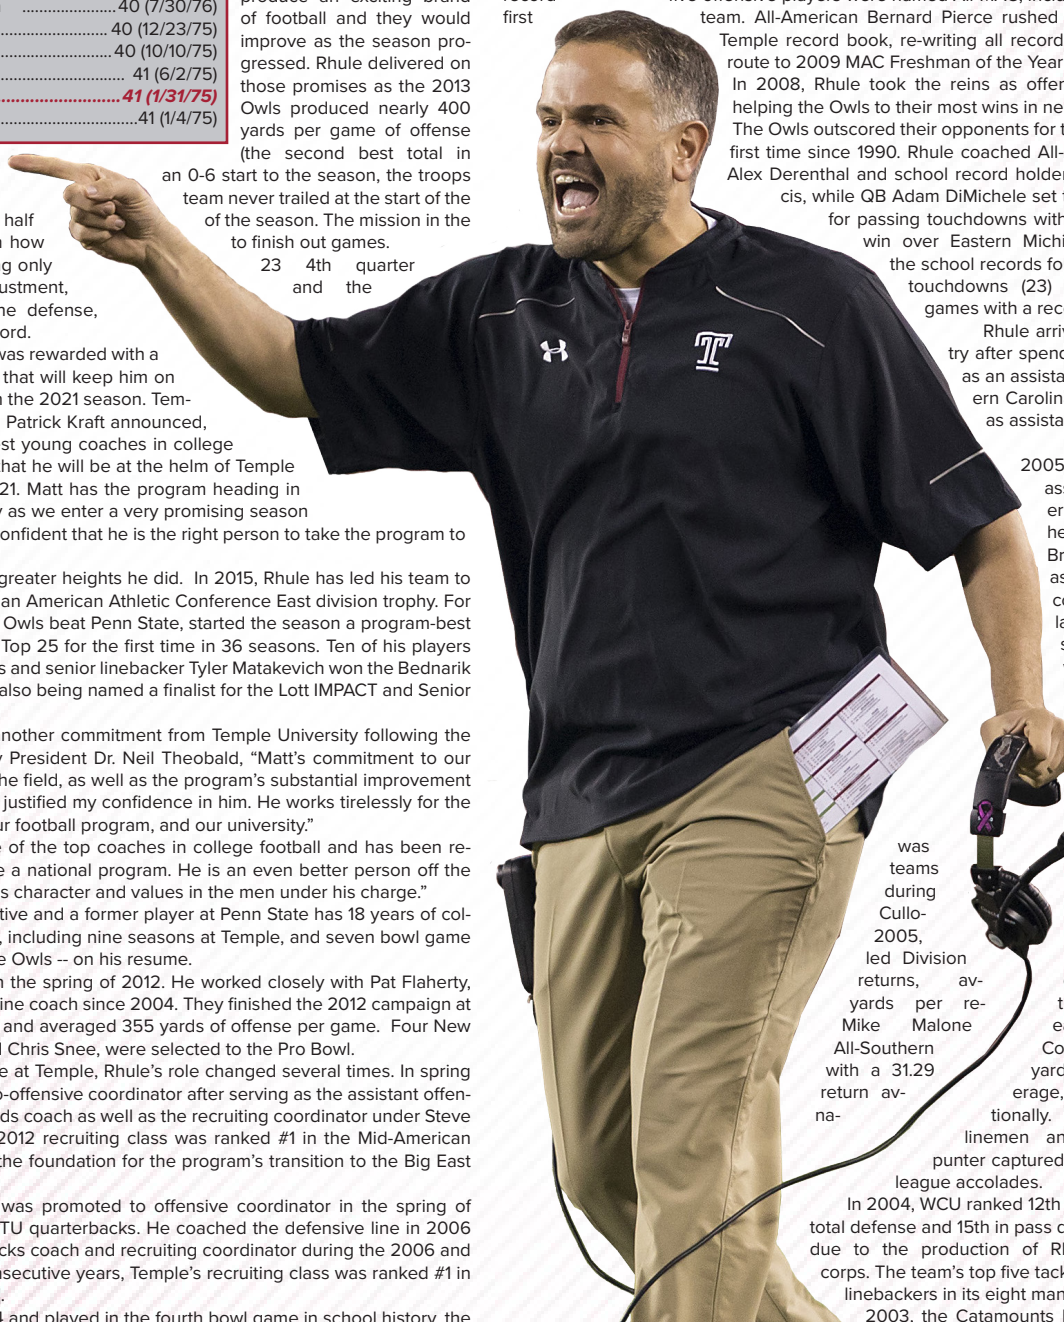 40 (7/30/76)
40 (12/23/75)
40 (10/10/75)
41 (6/2/75)
41 (1/31/75)
41 (1/4/75)
of football and they would
improve as the season pro-
gressed. Rhule delivered on
those promises as the 2013
Owls produced nearly 400
yards per game of offense
(the second best total in
an 0-6 start to the season, the troops
team never trailed at the start of the
of the season. The mission in the
to finish out games.
23 4th quarter
and the
half
how
only
ustment,
defense,
ord.
was rewarded with a
that will keep him on
the 2021 season. Tem-
Patrick Kraft announced,
st young coaches in college
that he will be at the helm of Temple
21. Matt has the program heading in
as we enter a very promising season
onfident that he is the right person to take the program to
greater heights he did. In 2015, Rhule has led his team to
an American Athletic Conference East division trophy. For
Owls beat Penn State, started the season a program-best
Top 25 for the first time in 36 seasons. Ten of his players
s and senior linebacker Tyler Matakevich won the Bednarik
also being named a finalist for the Lott IMPACT and Senior
nother commitment from Temple University following the
President Dr. Neil Theobald, “Matt’s commitment to our
he field, as well as the program’s substantial improvement
justified my confidence in him. He works tirelessly for the
ur football program, and our university.”
of the top coaches in college football and has been re-
a national program. He is an even better person off the
s character and values in the men under his charge.”
tive and a former player at Penn State has 18 years of col-
, including nine seasons at Temple, and seven bowl game
Owls -- on his resume.
the spring of 2012. He worked closely with Pat Flaherty,
ine coach since 2004. They finished the 2012 campaign at
and averaged 355 yards of offense per game. Four New
Chris Snee, were selected to the Pro Bowl.
e at Temple, Rhule’s role changed several times. In spring
o-offensive coordinator after serving as the assistant offen-
ds coach as well as the recruiting coordinator under Steve
2012 recruiting class was ranked #1 in the Mid-American
the foundation for the program’s transition to the Big East
was promoted to offensive coordinator in the spring of
TU quarterbacks. He coached the defensive line in 2006
cks coach and recruiting coordinator during the 2006 and
secutive years, Temple’s recruiting class was ranked #1 in
and played in the fourth bowl game in school history, the
first
team. All-American Bernard Pierce rushed
Temple record book, re-writing all record
route to 2009 MAC Freshman of the Year
In 2008, Rhule took the reins as offer
helping the Owls to their most wins in ne
The Owls outscored their opponents for t
first time since 1990. Rhule coached All-
Alex Derenthal and school record holder
cis, while QB Adam DiMichele set
for passing touchdowns with
win over Eastern Michi
the school records fo
touchdowns (23)
games with a rec
Rhule arri
try after spend
as an assista
ern Carolin
as assista
2005
ass
er
he
Br
as
co
la
s
T
was
teams
during
Cullo-
2005,
led Division
returns, av-
yards per re-
Mike Malone
All-Southern
with a 31.29
return av-
na-
Co
yard
erage,
tionally.
linemen an
punter captured
league accolades.
In 2004, WCU ranked 12th
total defense and 15th in pass d
due to the production of Rh
corps. The team’s top five tack
linebackers in its eight man
2003, the Catamounts